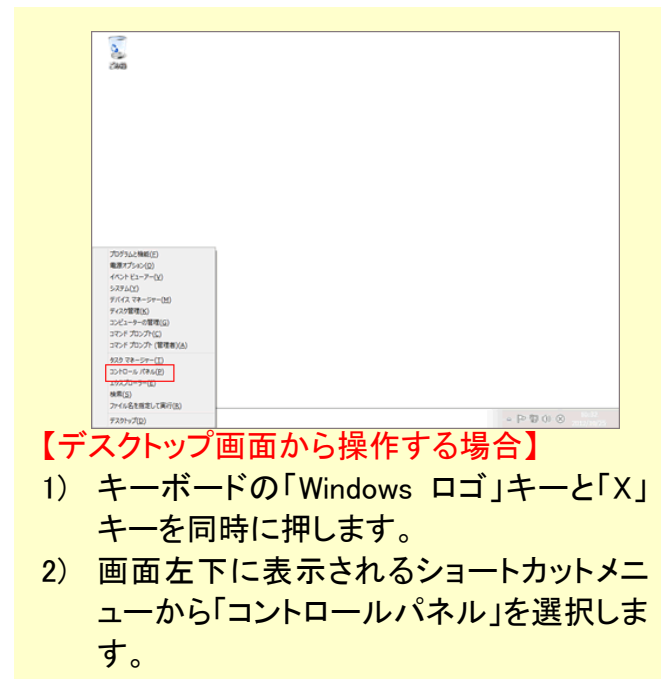 ごみ箱
プログラムと機能(F)
電源オプション(O)
イベント ビューアー(V)
システム(Y)
デバイス マネージャー(M)
ディスク管理(K)
コンピューターの管理(G)
コマンド プロンプト(C)
コマンド プロンプト (管理者)(A)
タスク マネージャー(T)
コントロール パネル(P)
エクスプローラー(E)
検索(S)
ファイル名を指定して実行(R)
デスクトップ(D)
【デスクトップ画面から操作する場合】
1) キーボードの「Windows ロゴ」キーと「X」
キーを同時に押します。
2) 画面左下に表示されるショートカットメニ
ューから「コントロールパネル」を選択しま
す。